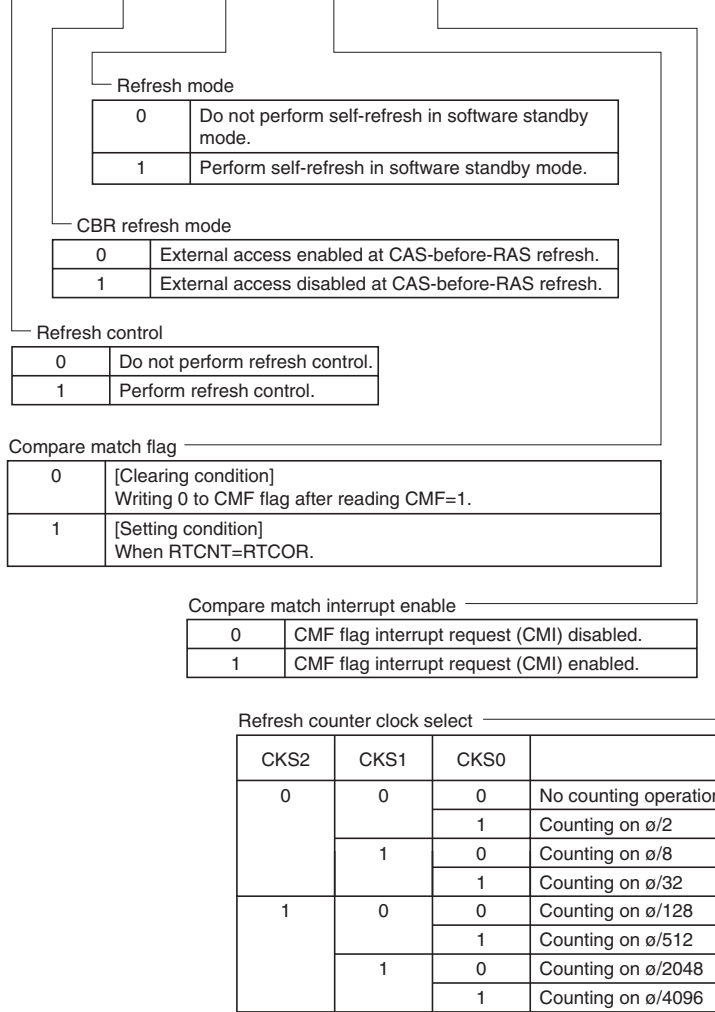 Refresh mode
0 Do not perform self-refresh in software standby
mode.
1 Perform self-refresh in software standby mode.
CBR refresh mode
0 External access enabled at CAS-before-RAS refresh.
1 External access disabled at CAS-before-RAS refresh.
Refresh control
0 Do not perform refresh control.
1 Perform refresh control.
Compare match flag
0 [Clearing condition]
Writing 0 to CMF flag after reading CMF=1.
1 [Setting condition]
When RTCNT=RTCOR.
Compare match interrupt enable
0 CMF flag interrupt request (CMI) disabled.
1 CMF flag interrupt request (CMI) enabled.
Refresh counter clock select
CKS2 CKS1 CKS0
0 0 0 No counting operation
1 Counting on ø/2
1 0 Counting on ø/8
1 Counting on ø/32
1 0 0 Counting on ø/128
1 Counting on ø/512
1 0 Counting on ø/2048
1 Counting on ø/4096